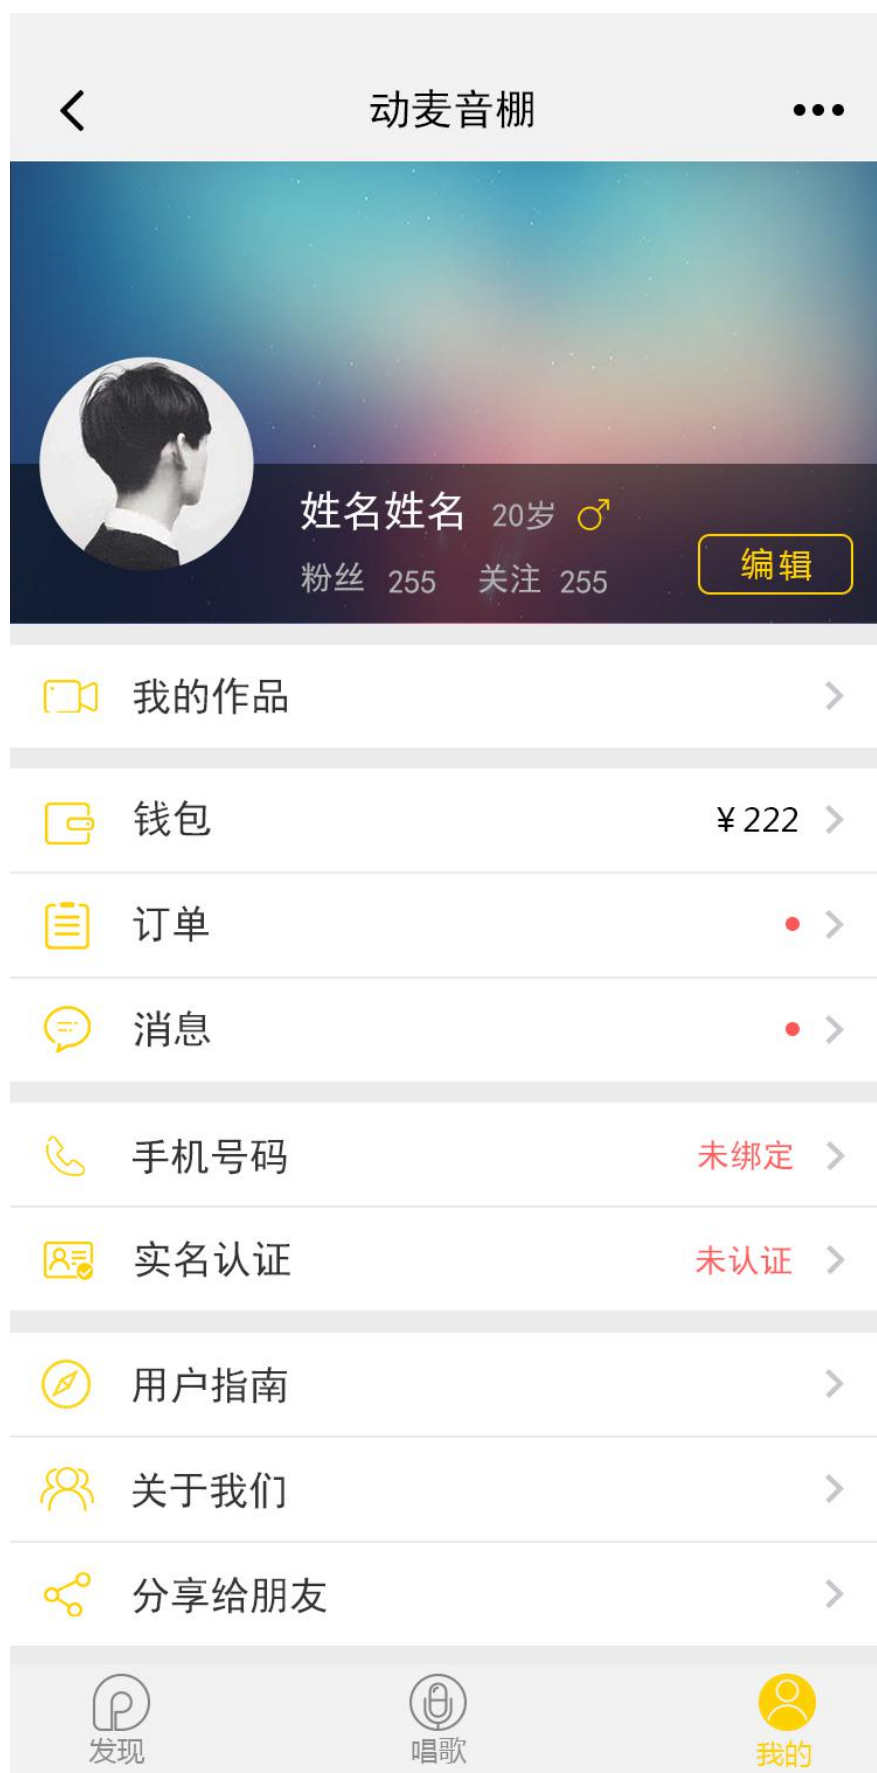 动麦音棚
姓名姓名 20岁
粉丝 255 关注 255
编辑
我的作品
钱包 ¥222
订单
消息
手机号码 未绑定
实名认证 未认证
用户指南
关于我们
分享给朋友
发现 唱歌 我的